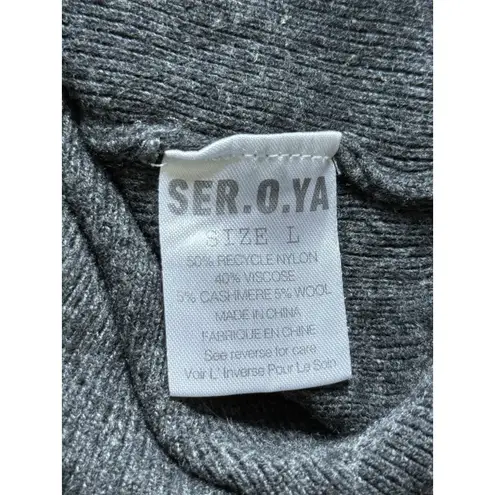 SER.O.YA
SIZE L
50% RECYCLE NYLON
40% VISCOSE
5% CASHMERE 5% WOOL
MADE IN CHINA
FABRIQUE EN CHINE
See reverse for care
Voir L' Inverse Pour Le Soin